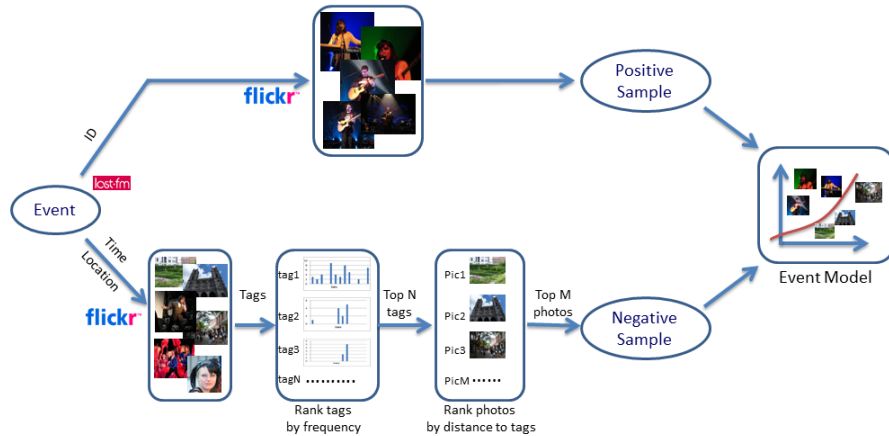 flickr
Positive
Sample
ID
last.fm
Event
Time
Location
flickr
Tags
tag1
tag2
tag3
tagN ..........
Top N
tags
Pic1
Pic2
Pic3
PicM ......
Top M
photos
Negative
Sample
Event Model
Rank tags
by frequency
Rank photos
by distance to tags